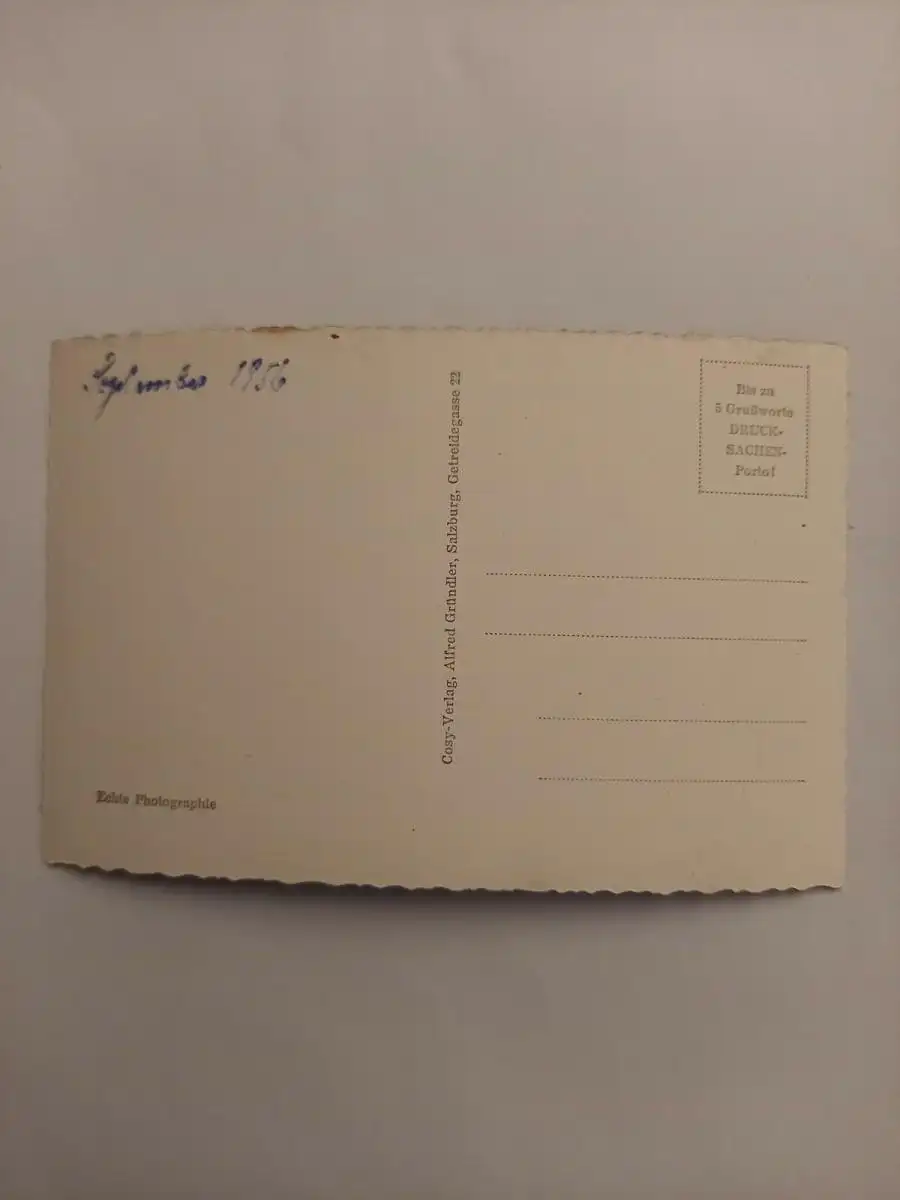 September 1956
Cosy-Verlag, Alfred Gründler, Salzburg, Getreidegasse 22
Bis zu
5 Grußworte
DRUCK-
SACHEN-
Porto!
Echte Photographie